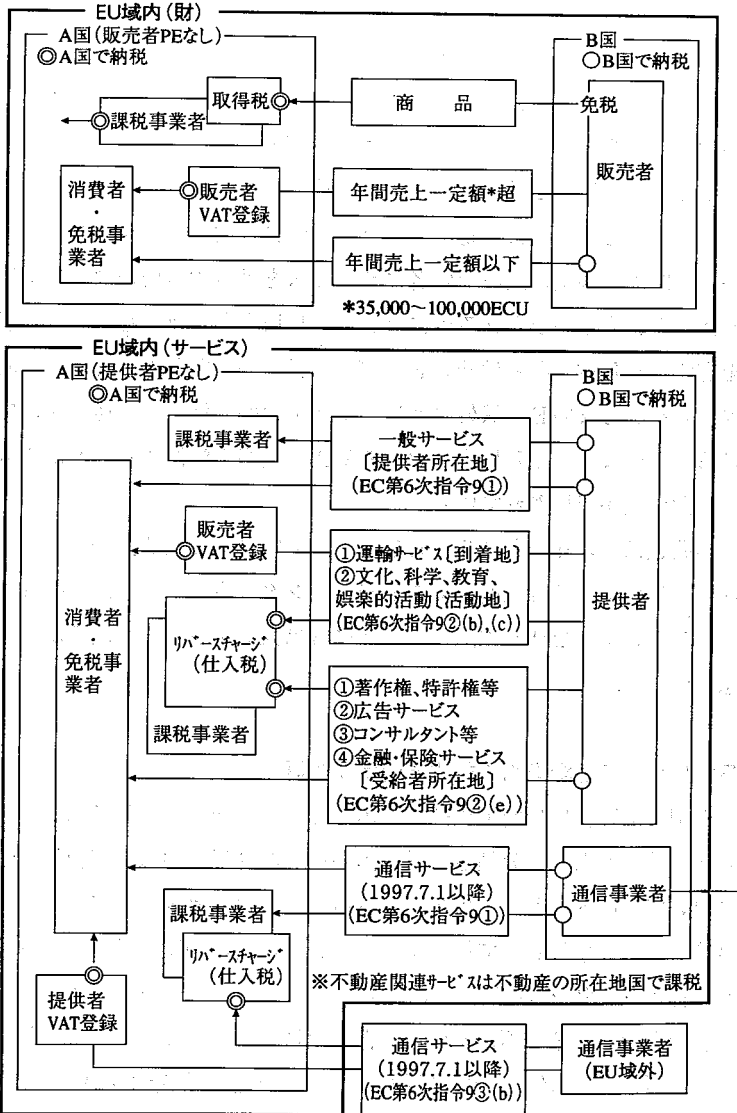 EU域内(財)
A国(販売者PEなし)
◎A国で納税
B国
○B国で納税
取得税
課税事業者
商　品
免税
販売者
消費者
・
免税事
業者
販売者
VAT登録
年間売上一定額*超
年間売上一定額以下
*35,000～100,000ECU
EU域内(サービス)
A国(提供者PEなし)
◎A国で納税
B国
○B国で納税
課税事業者
一般サービス
〔提供者所在地〕
(EC第6次指令9①)
販売者
VAT登録
①運輸サービス〔到着地〕
②文化、科学、教育、
娯楽的活動〔活動地〕
(EC第6次指令9②(b),(c))
提供者
消費者
・
免税事
業者
リバースチャージ
(仕入税)
課税事業者
①著作権、特許権等
②広告サービス
③コンサルタント等
④金融・保険サービス
〔受給者所在地〕
(EC第6次指令9②(e))
通信サービス
(1997.7.1以降)
(EC第6次指令9①)
通信事業者
課税事業者
リバースチャージ
(仕入税)
※不動産関連サービスは不動産の所在地国で課税
提供者
VAT登録
通信サービス
(1997.7.1以降)
(EC第6次指令9③(b))
通信事業者
(EU域外)